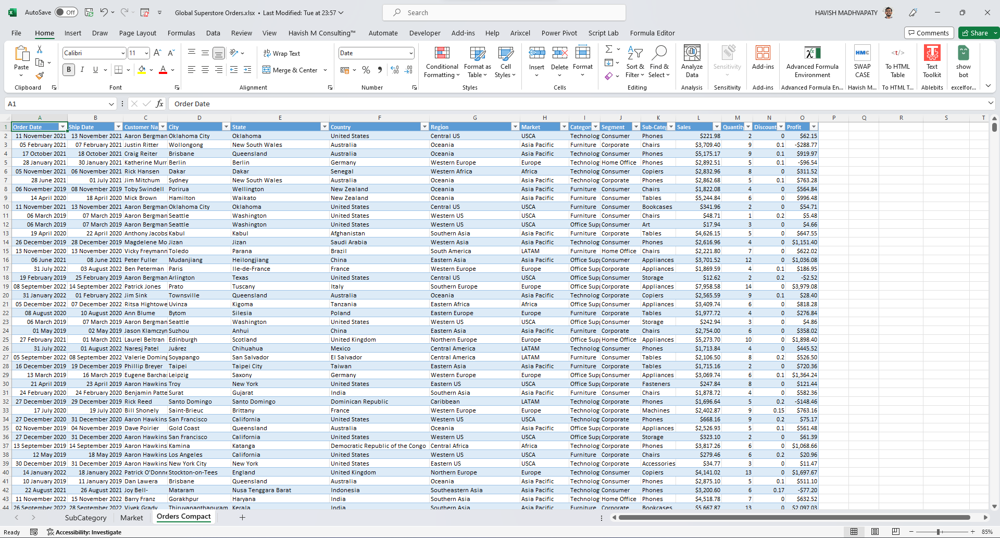 AutoSave Off Global Superstore Orders.xlsx • Last Modified: Tue at 23:57 Search HAVISH MADHVAPATY
File Home Insert Draw Page Layout Formulas Data Review View Havish M Consulting™ Automate Developer Add-ins Help Arixcel Power Pivot Script Lab Formula Editor Comments Share
Paste Calibri 11 Wrap Text Date Conditional Formatting Format as Table Cell Styles Insert Delete Format Sort & Filter Find & Select Analyze Data Sensitivity Add-ins Advanced Formula Environment HMC SWAP CASE To HTML Table Text Toolkit show bot
B I U A Merge & Center % 
Clipboard Font Alignment Number Styles Cells Editing Analysis Sensitivity Add-ins Advanced Formula En... Havish M... To HTML T... Ablebits excelfor...
A1 fx Order Date
A B C D E F G H I J K L M N O P Q R S T
1 Order Date Ship Date Customer Na City State Country Region Market Categor Segment Sub-Categ Sales Quantity Discount Profit
2 11 November 2021 13 November 2021 Aaron Bergman Oklahoma City Oklahoma United States Central US USCA Technolog Consumer Phones $221.98 2 0 $62.15
3 05 February 2021 07 February 2021 Justin Ritter Wollongong New South Wales Australia Oceania Asia Pacific Furniture Corporate Chairs $3,709.40 9 0.1 -$288.77
4 17 October 2021 18 October 2021 Craig Reiter Brisbane Queensland Australia Oceania Asia Pacific Technolog Consumer Phones $5,175.17 9 0.1 $919.97
5 28 January 2021 30 January 2021 Katherine Murr Berlin Berlin Germany Western Europe Europe Technolog Home Office Phones $2,892.51 5 0.1 -$96.54
6 05 November 2021 06 November 2021 Rick Hansen Dakar Dakar Senegal Western Africa Africa Technolog Consumer Copiers $2,832.96 8 0 $311.52
7 28 June 2021 01 July 2021 Jim Mitchum Sydney New South Wales Australia Oceania Asia Pacific Technolog Corporate Phones $2,862.68 5 0.1 $763.28
8 06 November 2019 08 November 2019 Toby Swindell Porirua Wellington New Zealand Oceania Asia Pacific Furniture Consumer Chairs $1,822.08 4 0 $564.84
9 14 April 2020 18 April 2020 Mick Brown Hamilton Waikato New Zealand Oceania Asia Pacific Furniture Consumer Tables $5,244.84 6 0 $996.48
10 11 November 2021 13 November 2021 Aaron Bergman Oklahoma City Oklahoma United States Central US USCA Furniture Consumer Bookcases $341.96 2 0 $54.71
11 06 March 2019 07 March 2019 Aaron Bergman Seattle Washington United States Western US USCA Furniture Consumer Chairs $48.71 1 0.2 $5.48
12 06 March 2019 07 March 2019 Aaron Bergman Seattle Washington United States Western US USCA Office Sup Consumer Art $17.94 3 0 $4.66
13 19 April 2020 22 April 2020 Anthony Jacobs Kabul Kabul Afghanistan Southern Asia Asia Pacific Furniture Corporate Tables $4,626.15 5 0 $647.55
14 26 December 2019 28 December 2019 Magdelene Mo Jizan Jizan Saudi Arabia Western Asia Asia Pacific Technolog Consumer Phones $2,616.96 4 0 $1,151.40
15 13 November 2020 13 November 2020 Vicky Freymann Toledo Parana Brazil South America LATAM Furniture Home Office Chairs $2,221.80 7 0 $622.02
16 06 June 2021 08 June 2021 Peter Fuller Mudanjiang Heilongjiang China Eastern Asia Asia Pacific Office Sup Consumer Appliances $3,701.52 12 0 $1,036.08
17 31 July 2022 03 August 2022 Ben Peterman Paris Ile-de-France France Western Europe Europe Office Sup Corporate Appliances $1,869.59 4 0.1 $186.95
18 19 February 2019 25 February 2019 Aaron Bergman Arlington Texas United States Central US USCA Office Sup Consumer Storage $12.62 2 0.2 -$2.52
19 08 September 2022 14 September 2022 Patrick Jones Prato Tuscany Italy Southern Europe Europe Office Sup Corporate Appliances $7,958.58 14 0 $3,979.08
20 31 January 2022 01 February 2022 Jim Sink Townsville Queensland Australia Oceania Asia Pacific Technolog Corporate Copiers $2,565.59 9 0.1 $28.40
21 05 December 2022 07 December 2022 Ritsa Hightowe Uvinza Kigoma Tanzania Eastern Africa Africa Office Sup Consumer Appliances $3,409.74 6 0 $818.28
22 08 August 2020 10 August 2020 Ann Blume Bytom Silesia Poland Eastern Europe Europe Furniture Corporate Tables $1,977.72 4 0 $276.84
23 06 March 2019 07 March 2019 Aaron Bergman Seattle Washington United States Western US USCA Office Sup Consumer Storage $242.94 3 0 $4.86
24 01 May 2019 02 May 2019 Jason Klamczyn Suzhou Anhui China Eastern Asia Asia Pacific Furniture Corporate Chairs $2,754.00 6 0 $358.02
25 27 February 2021 01 March 2021 Laurel Beltran Edinburgh Scotland United Kingdom Northern Europe Europe Office Sup Home Office Appliances $5,273.70 10 0 $1,898.40
26 31 July 2022 01 August 2022 Naresj Patel Juárez Chihuahua Mexico Central America LATAM Technolog Consumer Phones $1,713.84 4 0 $445.52
27 05 September 2022 08 September 2022 Valerie Doming Soyapango San Salvador El Salvador Central America LATAM Furniture Consumer Tables $2,106.50 8 0.2 $526.50
28 16 December 2019 19 December 2019 Phillip Breyer Taipei Taipei City Taiwan Eastern Asia Asia Pacific Furniture Corporate Tables $1,715.16 2 0 $720.36
29 13 March 2019 16 March 2019 Eugene Barcha Leipzig Saxony Germany Western Europe Europe Office Sup Consumer Appliances $3,069.74 6 0.1 $1,364.24
30 21 April 2019 23 April 2019 Aaron Hawkins Troy New York United States Eastern US USCA Office Sup Corporate Fasteners $247.84 8 0 $121.44
31 24 February 2020 24 February 2020 Benjamin Patte Surat Gujarat India Southern Asia Asia Pacific Furniture Consumer Chairs $1,878.72 4 0 $582.36
32 27 December 2019 29 December 2019 Rick Reed Santo Domingo Santo Domingo Dominican Republic Caribbean LATAM Technolog Corporate Phones $1,696.64 5 0.2 -$148.46
33 17 July 2020 19 July 2020 Bill Shonely Saint-Brieuc Brittany France Western Europe Europe Technolog Corporate Machines $2,402.87 9 0.15 $763.16
34 27 December 2020 31 December 2020 Aaron Hawkins San Francisco California United States Western US USCA Technolog Corporate Phones $668.16 9 0.2 $75.17
35 02 November 2019 04 November 2019 Dave Poirier Gold Coast Queensland Australia Oceania Asia Pacific Office Sup Corporate Appliances $2,526.93 5 0.1 $561.48
36 27 December 2020 31 December 2020 Aaron Hawkins San Francisco California United States Western US USCA Office Sup Corporate Storage $323.10 2 0 $61.39
37 13 September 2019 14 September 2019 Aaron Hawkins Kamina Katanga Democratic Republic of the Congo Central Africa Africa Technolog Corporate Phones $3,817.26 6 0 $1,068.66
38 12 May 2019 18 May 2019 Aaron Hawkins Los Angeles California United States Western US USCA Furniture Corporate Chairs $279.46 6 0.2 $20.96
39 30 December 2019 31 December 2019 Aaron Hawkins New York City New York United States Eastern US USCA Technolog Corporate Accessories $34.77 3 0 $11.47
40 14 January 2022 18 January 2022 Patrick O'Donne Stockton-on-Tees England United Kingdom Northern Europe Europe Technolog Consumer Copiers $4,141.02 13 0 $1,697.67
41 10 January 2019 11 January 2019 Dan Lawera Brisbane Queensland Australia Oceania Asia Pacific Technolog Consumer Phones $2,875.10 5 0.1 $511.10
42 22 August 2021 26 August 2021 Joy Bell- Mataram Nusa Tenggara Barat Indonesia Southeastern Asia Asia Pacific Technolog Consumer Phones $3,200.60 6 0.17 -$77.20
43 11 November 2022 15 November 2022 Barry Franz Gorakhpur Haryana India Southern Asia Asia Pacific Technolog Home Office Phones $4,518.78 7 0 $632.52
44 26 September 2022 28 September 2022 Vivek Grady Thiruvananthapuram Kerala India Southern Asia Asia Pacific Furniture Corporate Bookcases $5,667.87 13 0 $2,097.03
SubCategory Market Orders Compact
Ready Accessibility: Investigate 85%